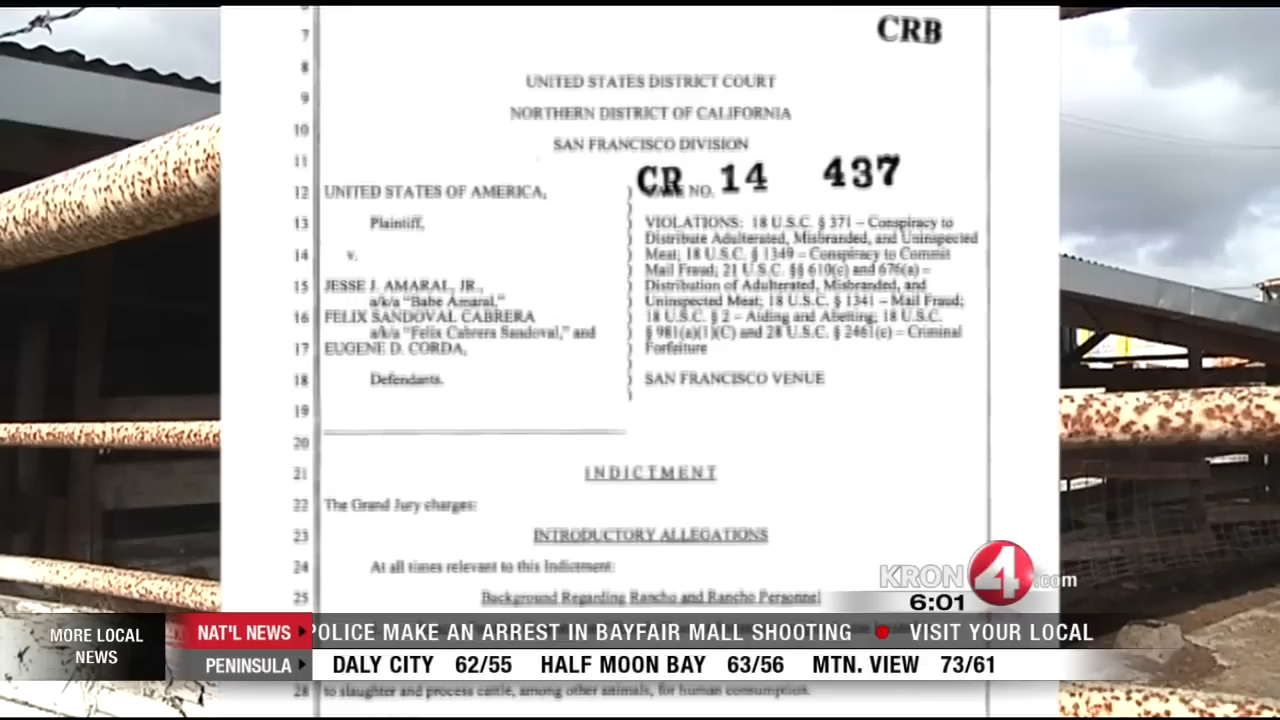 CRB
7
8
UNITED STATES DISTRICT COURT
9
NORTHERN DISTRICT OF CALIFORNIA
10
SAN FRANCISCO DIVISION
11
CR 14 437
12 UNITED STATES OF AMERICA, ) NO.
13 Plaintiff, ) VIOLATIONS: 18 U.S.C. § 371 – Conspiracy to
) Distribute Adulterated, Misbranded, and Uninspected
14 v. ) Meat; 18 U.S.C. § 1349 – Conspiracy to Commit
) Mail Fraud; 21 U.S.C. §§ 610(c) and 676(a) –
15 JESSE J. AMARAL, JR., ) Distribution of Adulterated, Misbranded, and
a/k/a "Babe Amaral," ) Uninspected Meat; 18 U.S.C. § 1341 – Mail Fraud;
16 FELIX SANDOVAL CABRERA ) 18 U.S.C. § 2 – Aiding and Abetting; 18 U.S.C.
a/k/a "Felix Cabrera Sandoval," and ) § 981(a)(1)(C) and 28 U.S.C. § 2461(c) – Criminal
17 EUGENE D. CORDA, ) Forfeiture
18 Defendants. ) SAN FRANCISCO VENUE
19
20
21 INDICTMENT
22 The Grand Jury charges:
23 INTRODUCTORY ALLEGATIONS
24 At all times relevant to this Indictment:
25 Background Regarding Rancho and Rancho Personnel
KRON 4 .com
6:01
MORE LOCAL
NEWS
NAT'L NEWS POLICE MAKE AN ARREST IN BAYFAIR MALL SHOOTING VISIT YOUR LOCAL
PENINSULA DALY CITY 62/55 HALF MOON BAY 63/56 MTN. VIEW 73/61
28 to slaughter and process cattle, among other animals, for human consumption.